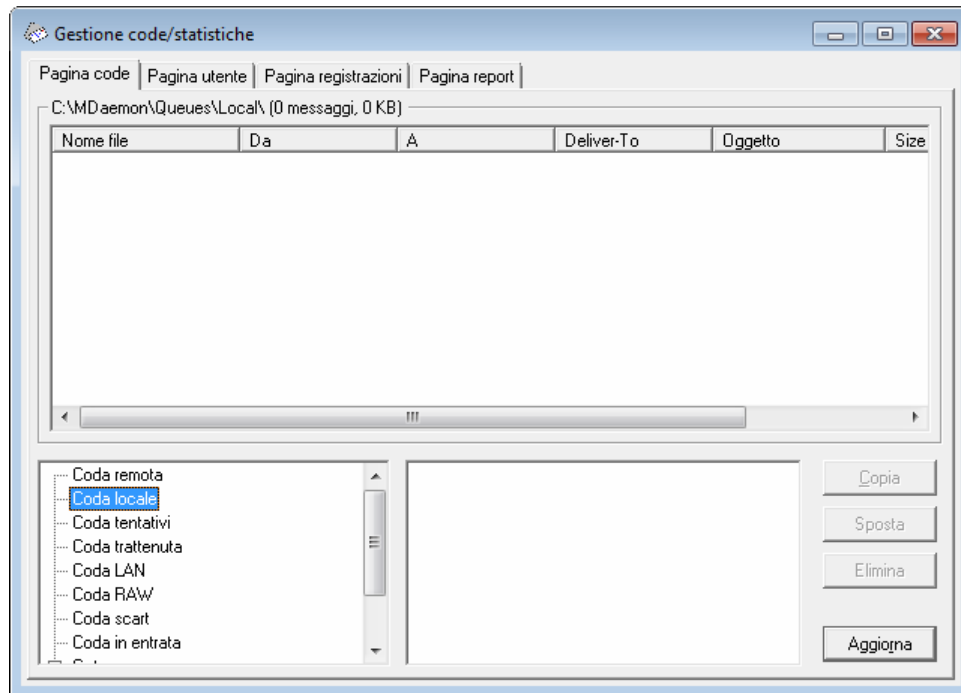 Gestione code/statistiche
Pagina code Pagina utente Pagina registrazioni Pagina report
C:\MDaemon\Queues\Local\ (0 messaggi, 0 KB)
Nome file Da A Deliver-To Oggetto Size
Coda remota
Coda locale
Coda tentativi
Coda trattenuta
Coda LAN
Coda RAW
Coda scart
Coda in entrata
Copia
Sposta
Elimina
Aggiorna